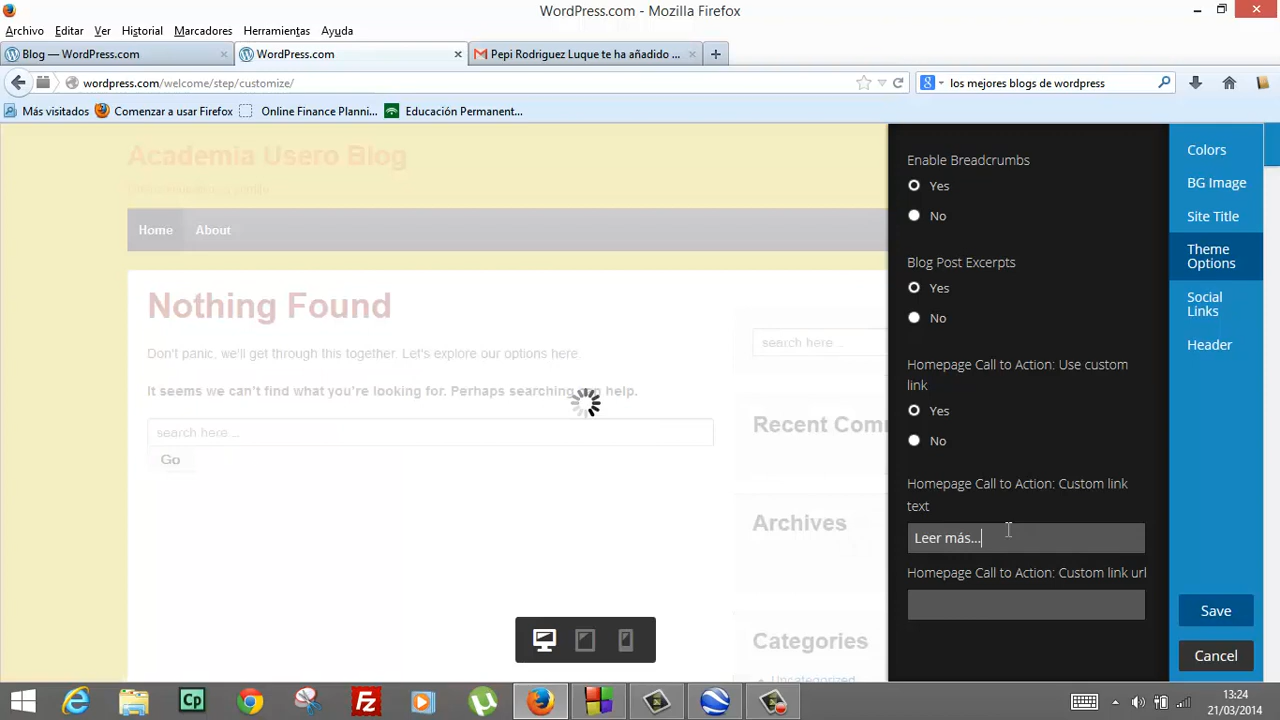 WordPress.com - Mozilla Firefox
Archivo Editar Ver Historial Marcadores Herramientas Ayuda
Blog — WordPress.com
WordPress.com
Pepi Rodriguez Luque te ha añadido ...
wordpress.com/welcome/step/customize/
los mejores blogs de wordpress
Más visitados Comenzar a usar Firefox Online Finance Planni... Educación Permanent...
Academia Usero Blog
Home About
Nothing Found
Don't panic, we'll get through this together. Let's explore our options here.
It seems we can't find what you're looking for. Perhaps searching can help.
search here ...
Go
search here ...
Recent Com
Archives
Categories
Uncategorized
Enable Breadcrumbs
Yes
No
Blog Post Excerpts
Yes
No
Homepage Call to Action: Use custom
link
Yes
No
Homepage Call to Action: Custom link
text
Leer más...
Homepage Call to Action: Custom link url
Colors
BG Image
Site Title
Theme
Options
Social
Links
Header
Save
Cancel
Cp
Fz
13:24
21/03/2014